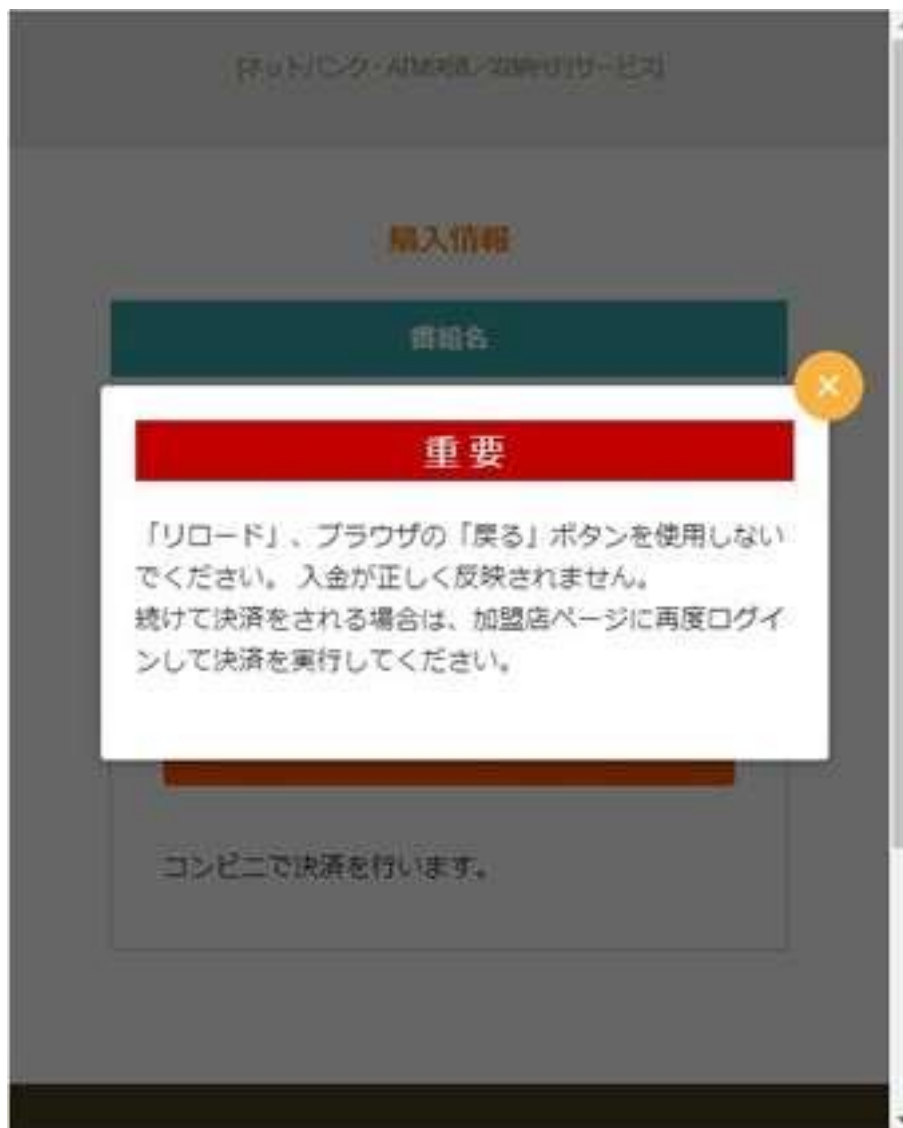 購入情報
番組名
重要
「リロード」、ブラウザの「戻る」ボタンを使用しない
でください。 入金が正しく反映されません。
続けて決済をされる場合は、加盟店ページに再度ログイ
ンして決済を実行してください。
コンビニで決済を行います。